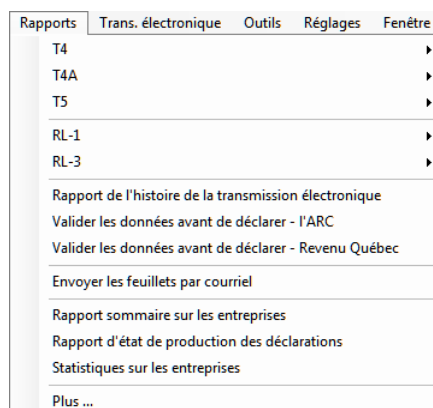 Rapports Trans. électronique Outils Réglages Fenêtre
T4
T4A
T5
RL-1
RL-3
Rapport de l'histoire de la transmission électronique
Valider les données avant de déclarer - l'ARC
Valider les données avant de déclarer - Revenu Québec
Envoyer les feuillets par courriel
Rapport sommaire sur les entreprises
Rapport d'état de production des déclarations
Statistiques sur les entreprises
Plus ...